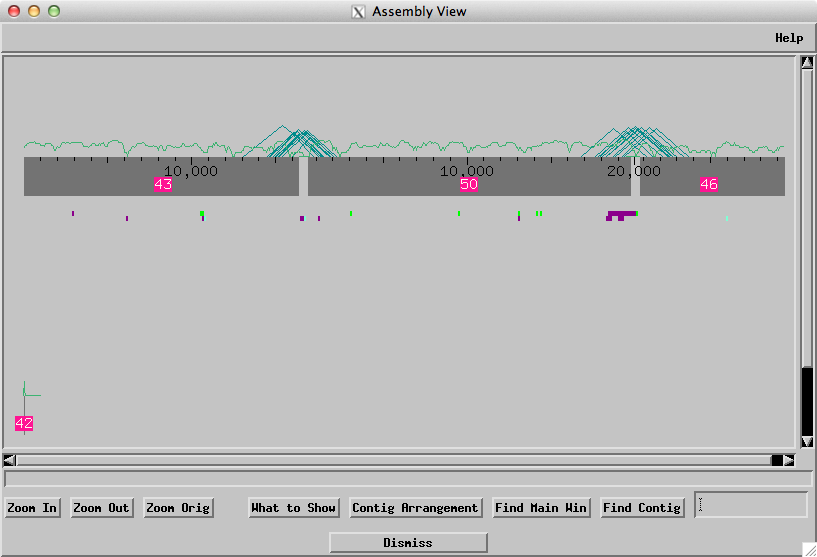 Assembly View
Help
10,000 10,000 20,000
43 50 46
42
Zoom In Zoom Out Zoom Orig What to Show Contig Arrangement Find Main Win Find Contig
Dismiss